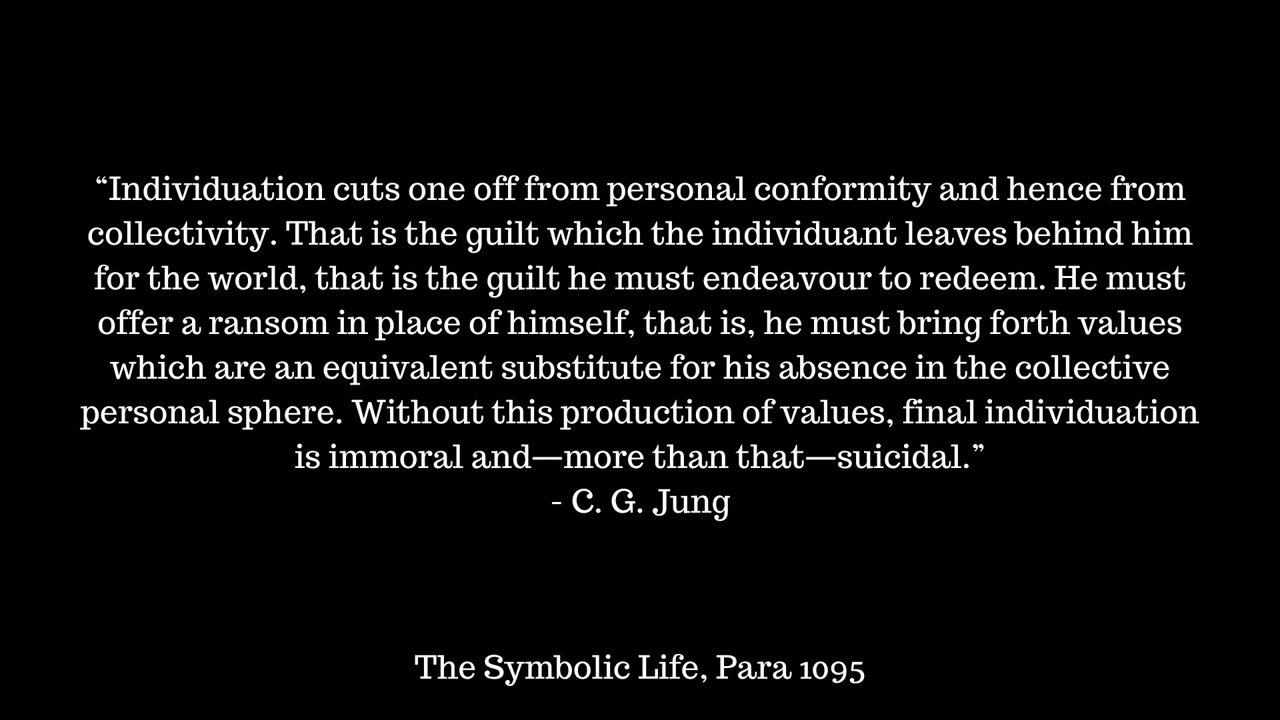 “Individuation cuts one off from personal conformity and hence from
collectivity. That is the guilt which the individuant leaves behind him
for the world, that is the guilt he must endeavour to redeem. He must
offer a ransom in place of himself, that is, he must bring forth values
which are an equivalent substitute for his absence in the collective
personal sphere. Without this production of values, final individuation
is immoral and—more than that—suicidal.”
- C. G. Jung
The Symbolic Life, Para 1095